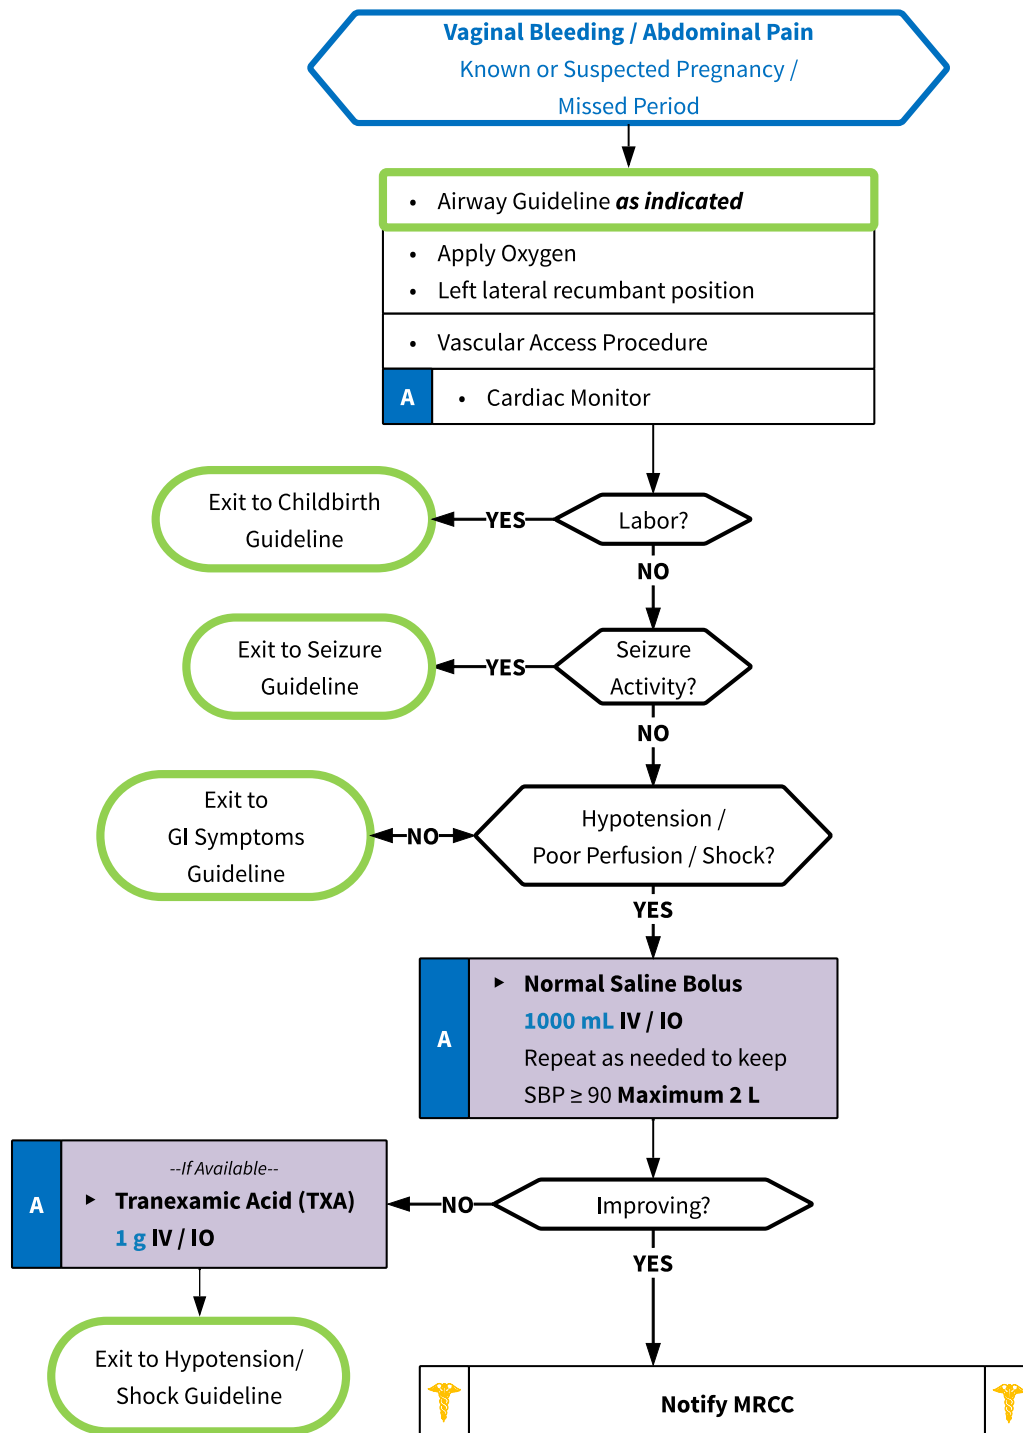 Vaginal Bleeding / Abdominal Pain
Known or Suspected Pregnancy /
Missed Period
• Airway Guideline as indicated
• Apply Oxygen
• Left lateral recumbant position
• Vascular Access Procedure
A • Cardiac Monitor
Exit to Childbirth
Guideline
YES
Labor?
NO
Exit to Seizure
Guideline
YES
Seizure
Activity?
NO
Exit to
GI Symptoms
Guideline
NO
Hypotension /
Poor Perfusion / Shock?
YES
A
▸ Normal Saline Bolus
1000 mL IV / IO
Repeat as needed to keep
SBP ≥ 90 Maximum 2 L
A
--If Available--
▸ Tranexamic Acid (TXA)
1 g IV / IO
NO
Improving?
YES
Exit to Hypotension/
Shock Guideline
Notify MRCC